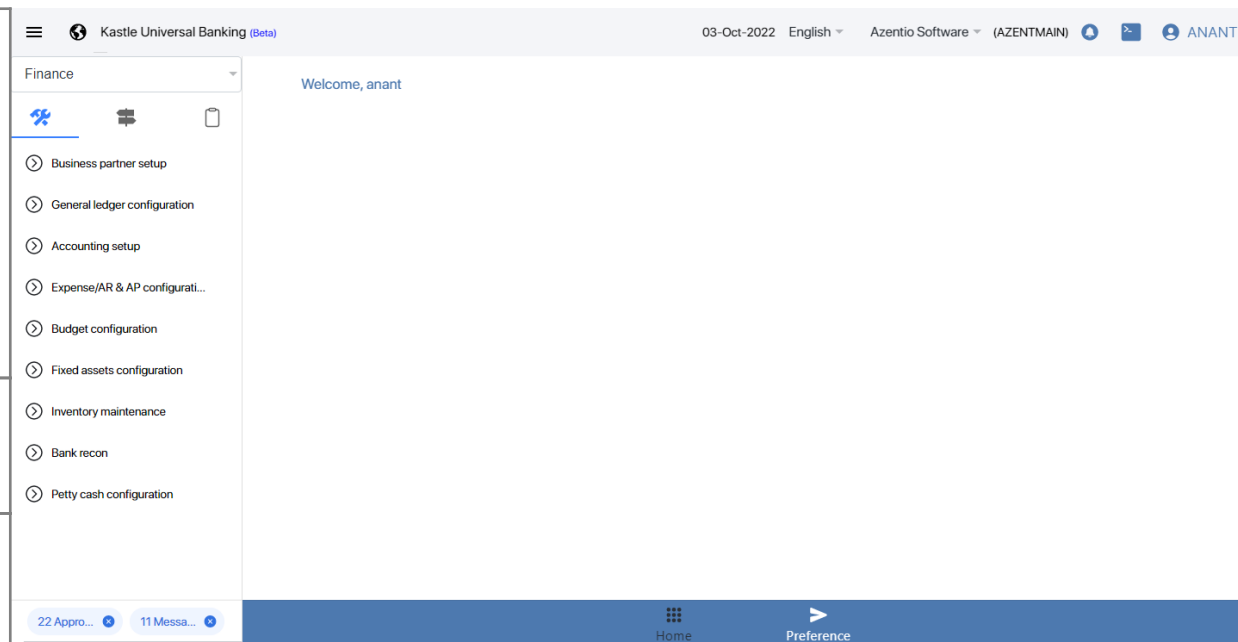 Kastle Universal Banking (Beta)
03-Oct-2022 English Azentio Software (AZENTMAIN) ANANT
Finance
Welcome, anant
Business partner setup
General ledger configuration
Accounting setup
Expense/AR & AP configurati...
Budget configuration
Fixed assets configuration
Inventory maintenance
Bank recon
Petty cash configuration
22 Appro... 11 Messa...
Home Preference